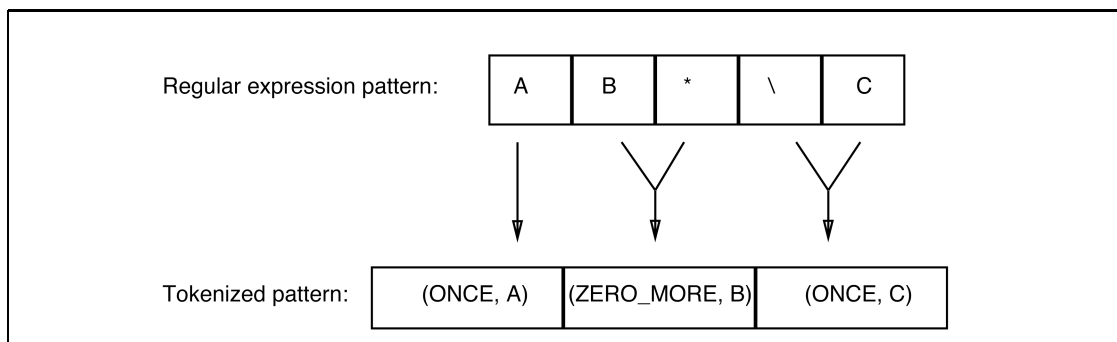 Regular expression pattern: A B * \ C
Tokenized pattern: (ONCE, A) (ZERO_MORE, B) (ONCE, C)